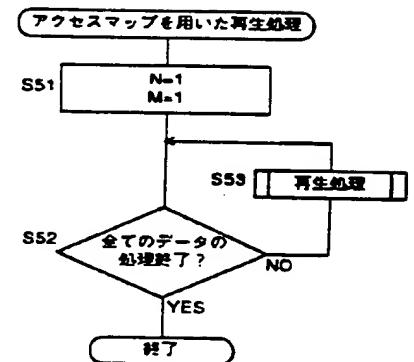 アクセスマップを用いた再生処理
S51
N=1
M=1
S53
再生処理
S52
全てのデータの
処理終了?
NO
YES
終了